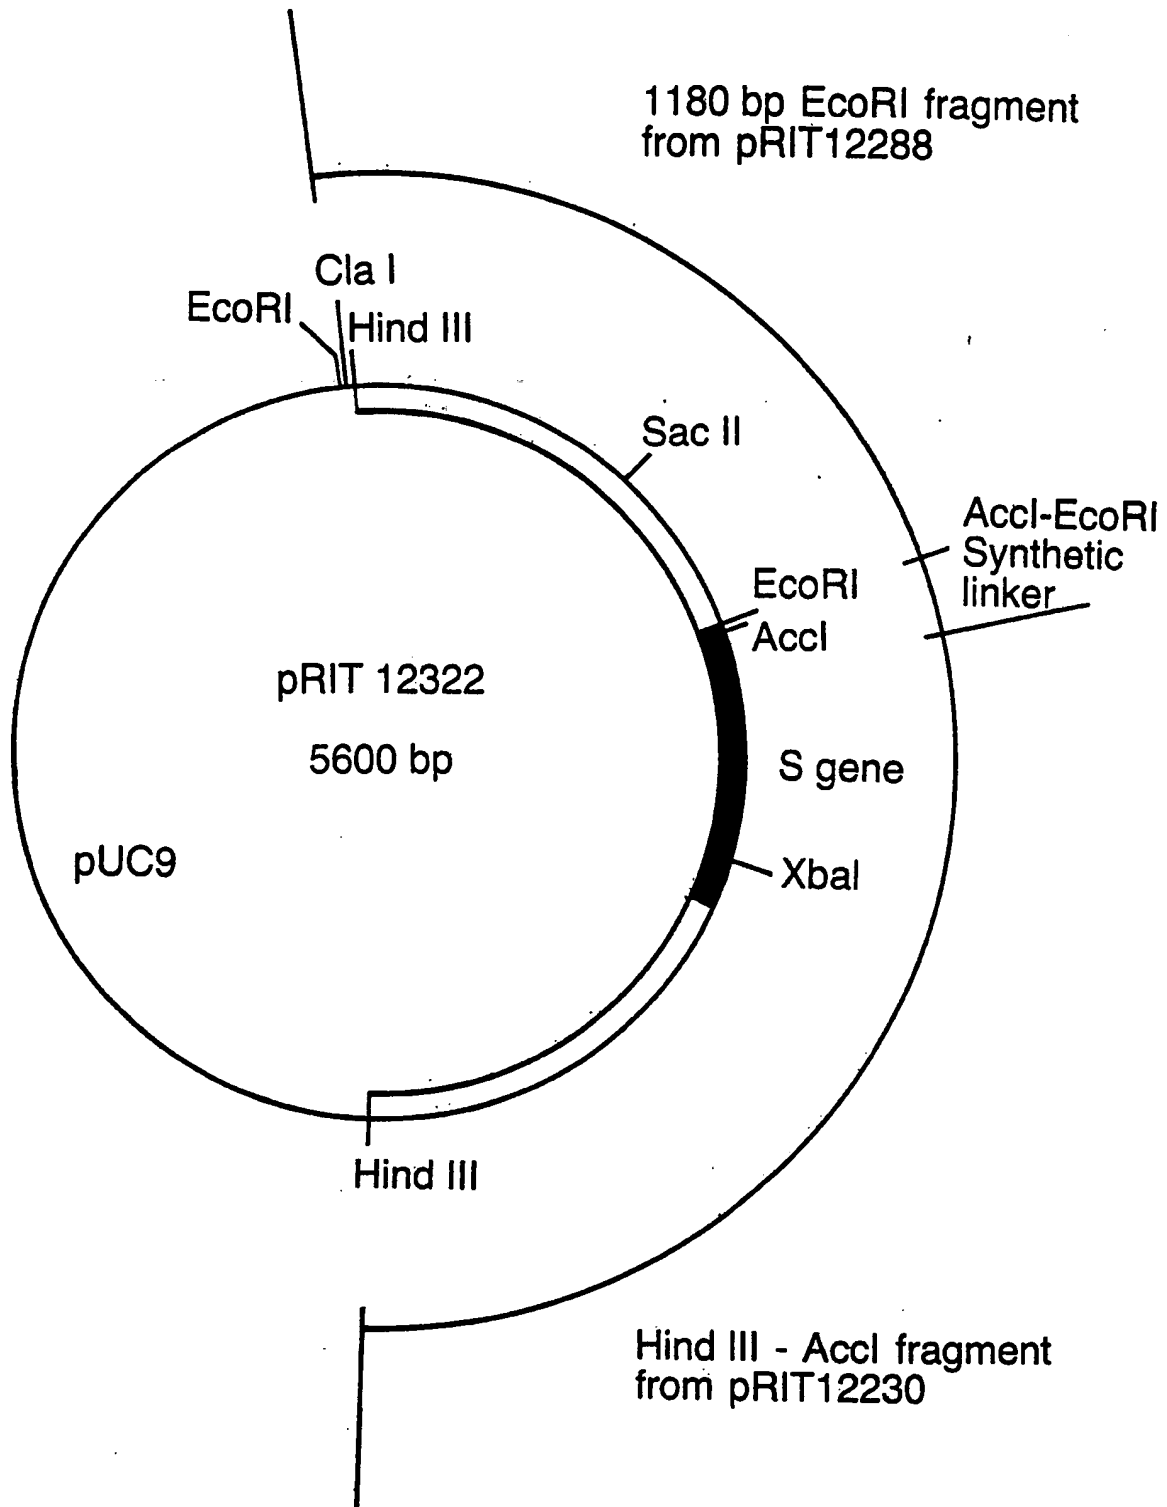 1180 bp EcoRI fragment
from pRIT12288
Cla I
EcoRI
Hind III
Sac II
AccI-EcoRI
Synthetic
linker
EcoRI
AccI
pRIT 12322
5600 bp
S gene
pUC9
XbaI
Hind III
Hind III - AccI fragment
from pRIT12230